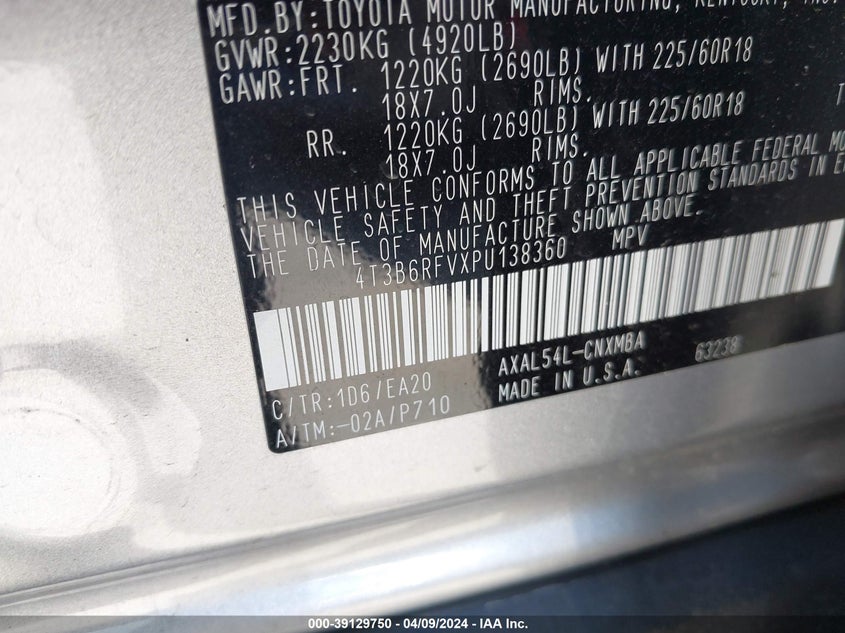 MFD.BY:TOYOTA MOTOR MANUFACTURING, KENTUCKY, INC.
GVWR:2230KG (4920LB)
GAWR:FRT. 1220KG (2690LB) WITH 225/60R18
18X7.0J RIMS.
RR. 1220KG (2690LB) WITH 225/60R18
18X7.0J RIMS.
THIS VEHICLE CONFORMS TO ALL APPLICABLE FEDERAL
VEHICLE SAFETY AND THEFT PREVENTION STANDARDS IN
THE DATE OF MANUFACTURE SHOWN ABOVE.
4T3B6RFVXPU138360 MPV
C/TR:1D6/EA20 AXAL54L-CNXMBA 63238
A/TM:-02A/P710 MADE IN U.S.A.
000-39129750 - 04/09/2024 - IAA Inc.